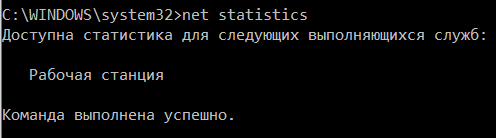 C:\WINDOWS\system32>net statistics
Доступна статистика для следующих выполняющихся служб:
Рабочая станция
Команда выполнена успешно.